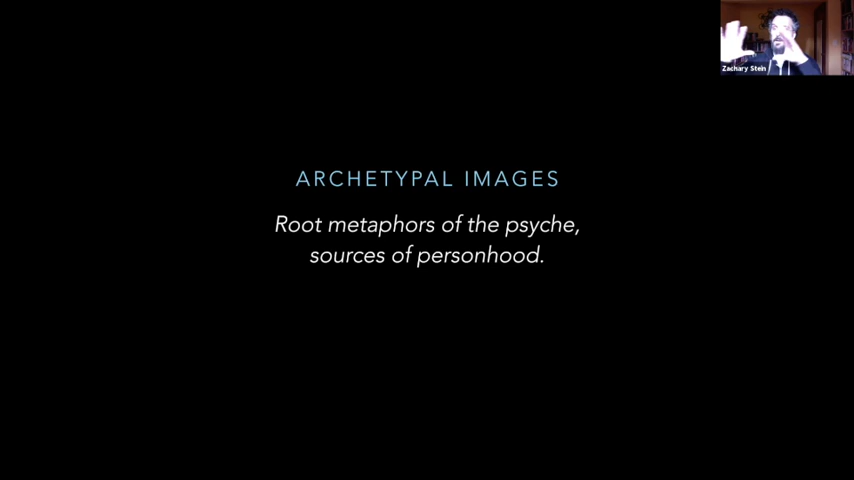 Zachary Stein
ARCHETYPAL IMAGES
Root metaphors of the psyche,
sources of personhood.